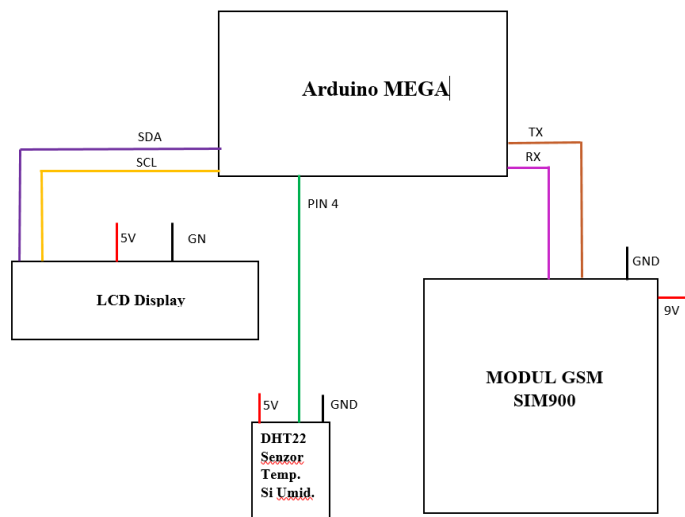 Arduino MEGA
SDA
TX
SCL
RX
PIN 4
5V
GN
GND
LCD Display
9V
MODUL GSM
SIM900
5V
GND
DHT22
Senzor
Temp.
Si Umid.